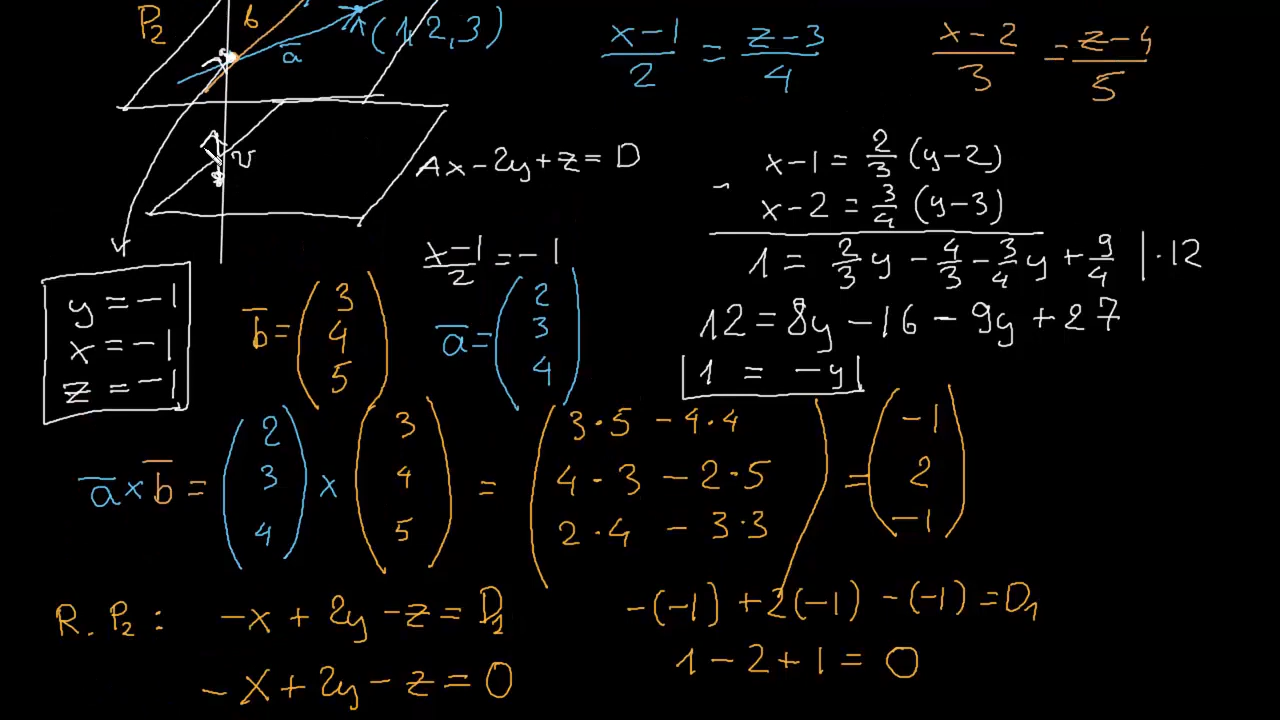 P₂ b
ā (1,2,3)
(x-1)/2 = (z-3)/4
(x-2)/3 = (z-4)/5
v
Ax-2y+z = D
x-1 = 2/3 (y-2)
x-2 = 3/4 (y-3)
1 = 2/3 y - 4/3 - 3/4 y + 9/4 | ·12
12 = 8y - 16 - 9y + 27
1 = -y
(x-1)/2 = -1
y = -1
x = -1
z = -1
b̄ = (3 4 5)
ā = (2 3 4)
ā × b̄ = (2 3 4) × (3 4 5) = (3·5 - 4·4 4·3 - 2·5 2·4 - 3·3) = (-1 2 -1)
R. P₂: -x + 2y - z = D₁
-(-1) + 2(-1) - (-1) = D₁
-x + 2y - z = 0
1 - 2 + 1 = 0